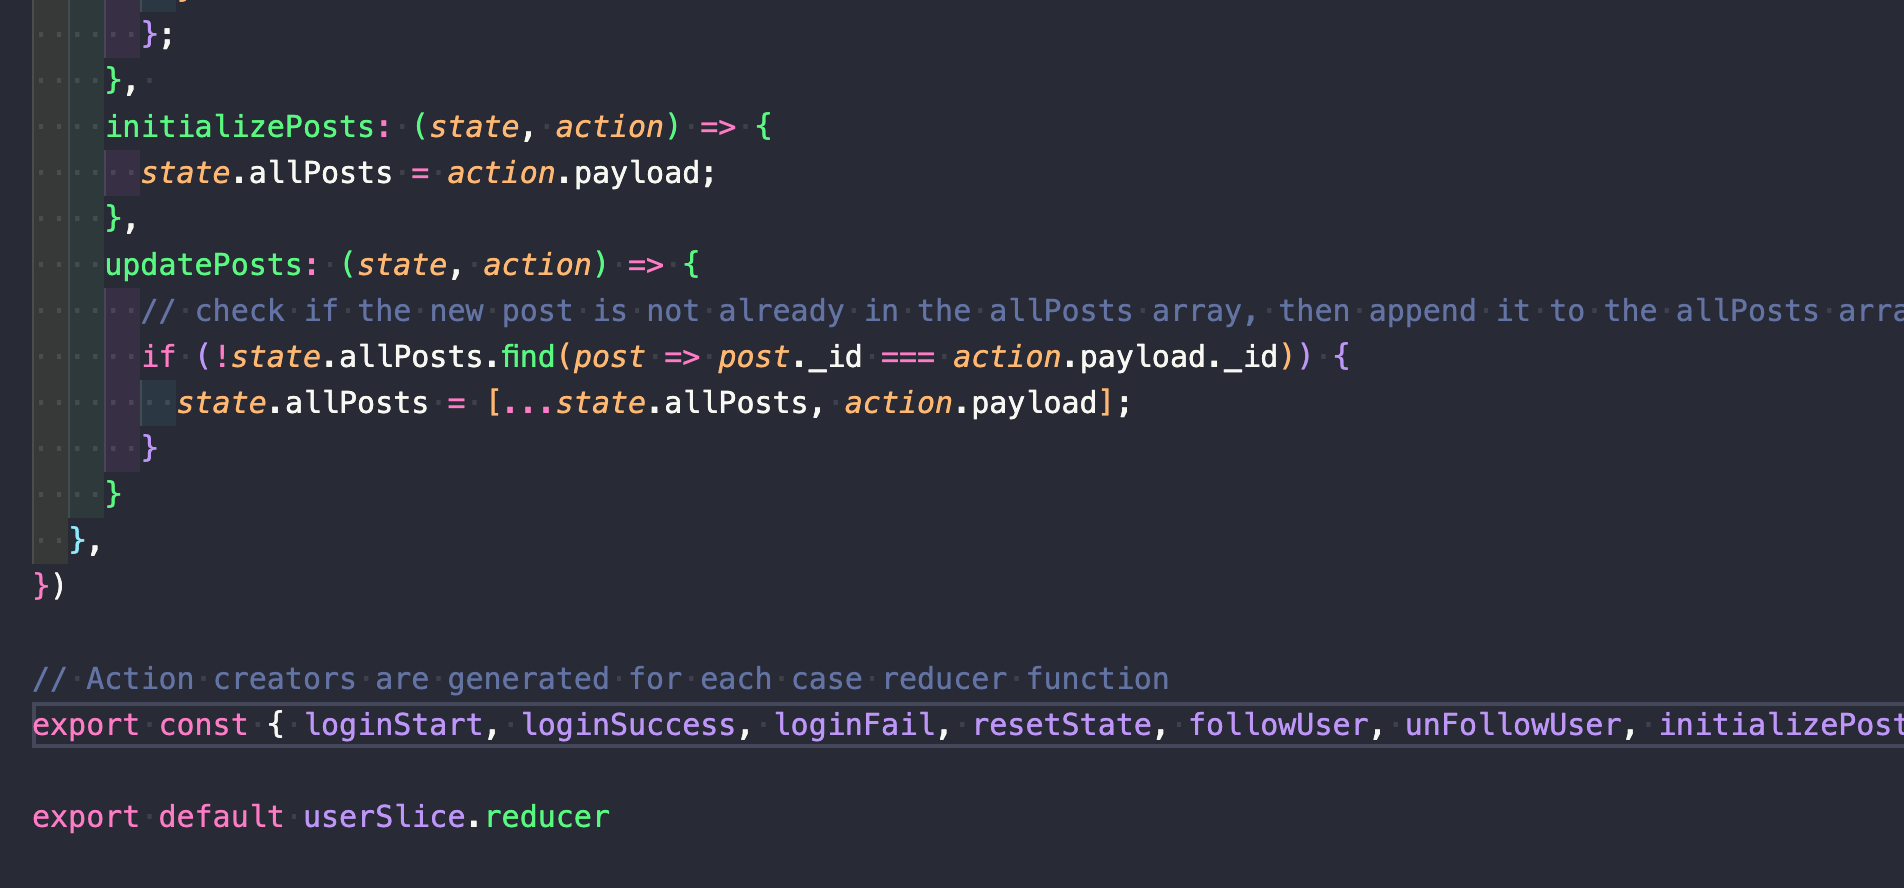 };
},
initializePosts: (state, action) => {
state.allPosts = action.payload;
},
updatePosts: (state, action) => {
// check if the new post is not already in the allPosts array, then append it to the allPosts arra
if (!state.allPosts.find(post => post._id === action.payload._id)) {
state.allPosts = [...state.allPosts, action.payload];
}
}
},
})
// Action creators are generated for each case reducer function
export const { loginStart, loginSuccess, loginFail, resetState, followUser, unFollowUser, initializePost
export default userSlice.reducer